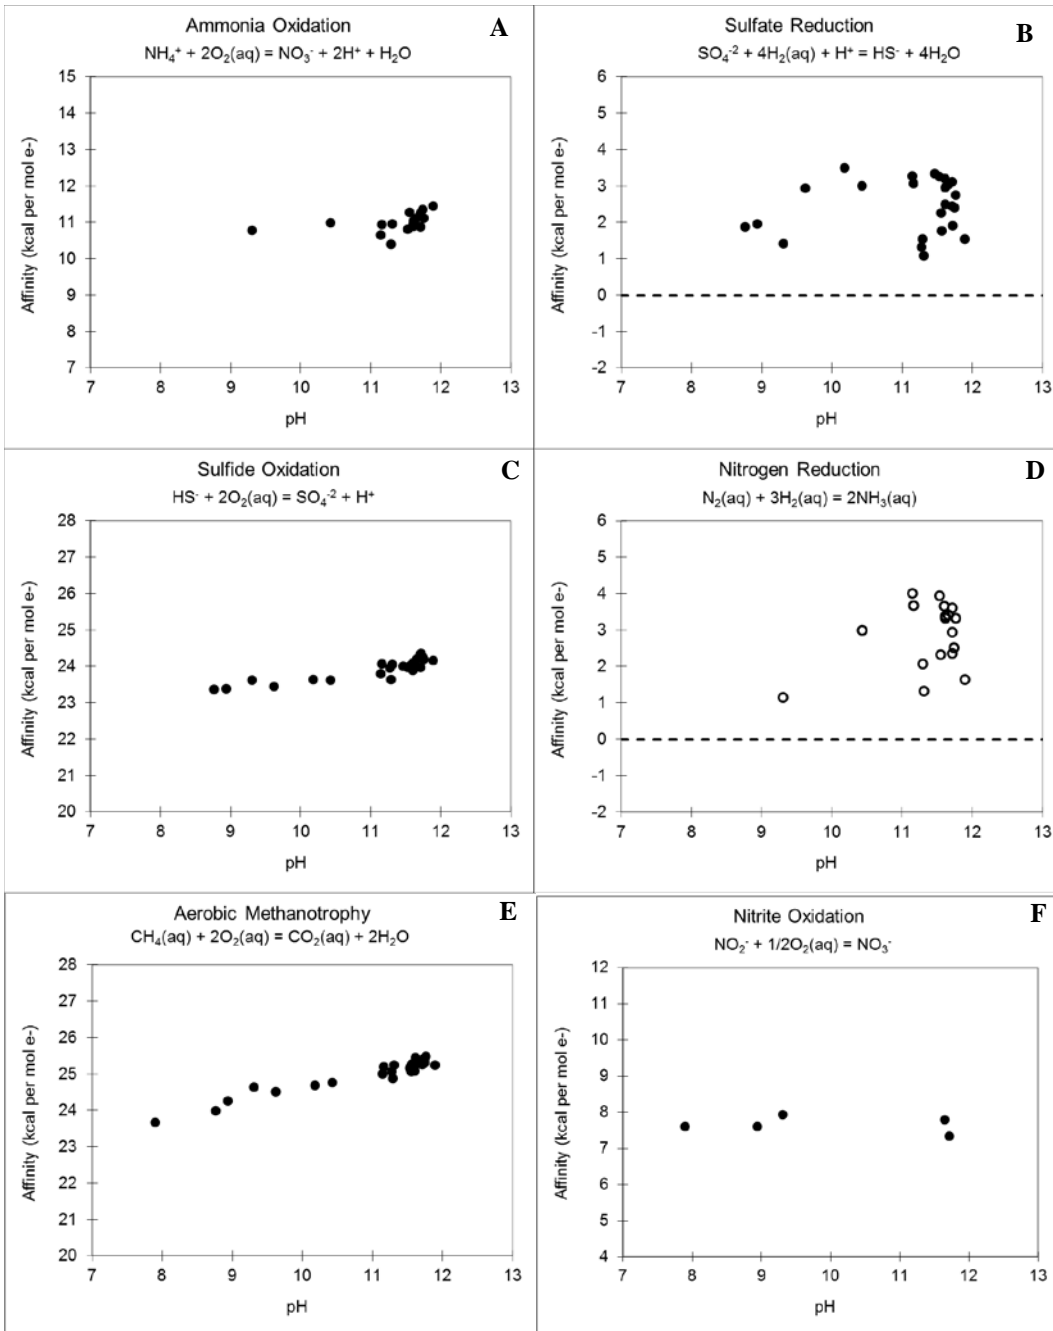 Ammonia Oxidation
A
NH₄⁺ + 2O₂(aq) = NO₃⁻ + 2H⁺ + H₂O
15
14
13
12
11
10
9
8
7
Affinity (kcal per mol e-)
7 8 9 10 11 12 13
pH
Sulfate Reduction
B
SO₄⁻² + 4H₂(aq) + H⁺ = HS⁻ + 4H₂O
6
5
4
3
2
1
0
-1
-2
Affinity (kcal per mol e-)
7 8 9 10 11 12 13
pH
Sulfide Oxidation
C
HS⁻ + 2O₂(aq) = SO₄⁻² + H⁺
28
27
26
25
24
23
22
21
20
Affinity (kcal per mol e-)
7 8 9 10 11 12 13
pH
Nitrogen Reduction
D
N₂(aq) + 3H₂(aq) = 2NH₃(aq)
6
5
4
3
2
1
0
-1
-2
Affinity (kcal per mol e-)
7 8 9 10 11 12 13
pH
Aerobic Methanotrophy
E
CH₄(aq) + 2O₂(aq) = CO₂(aq) + 2H₂O
28
27
26
25
24
23
22
21
20
Affinity (kcal per mol e-)
7 8 9 10 11 12 13
pH
Nitrite Oxidation
F
NO₂⁻ + 1/2O₂(aq) = NO₃⁻
12
11
10
9
8
7
6
5
4
Affinity (kcal per mol e-)
7 8 9 10 11 12 13
pH